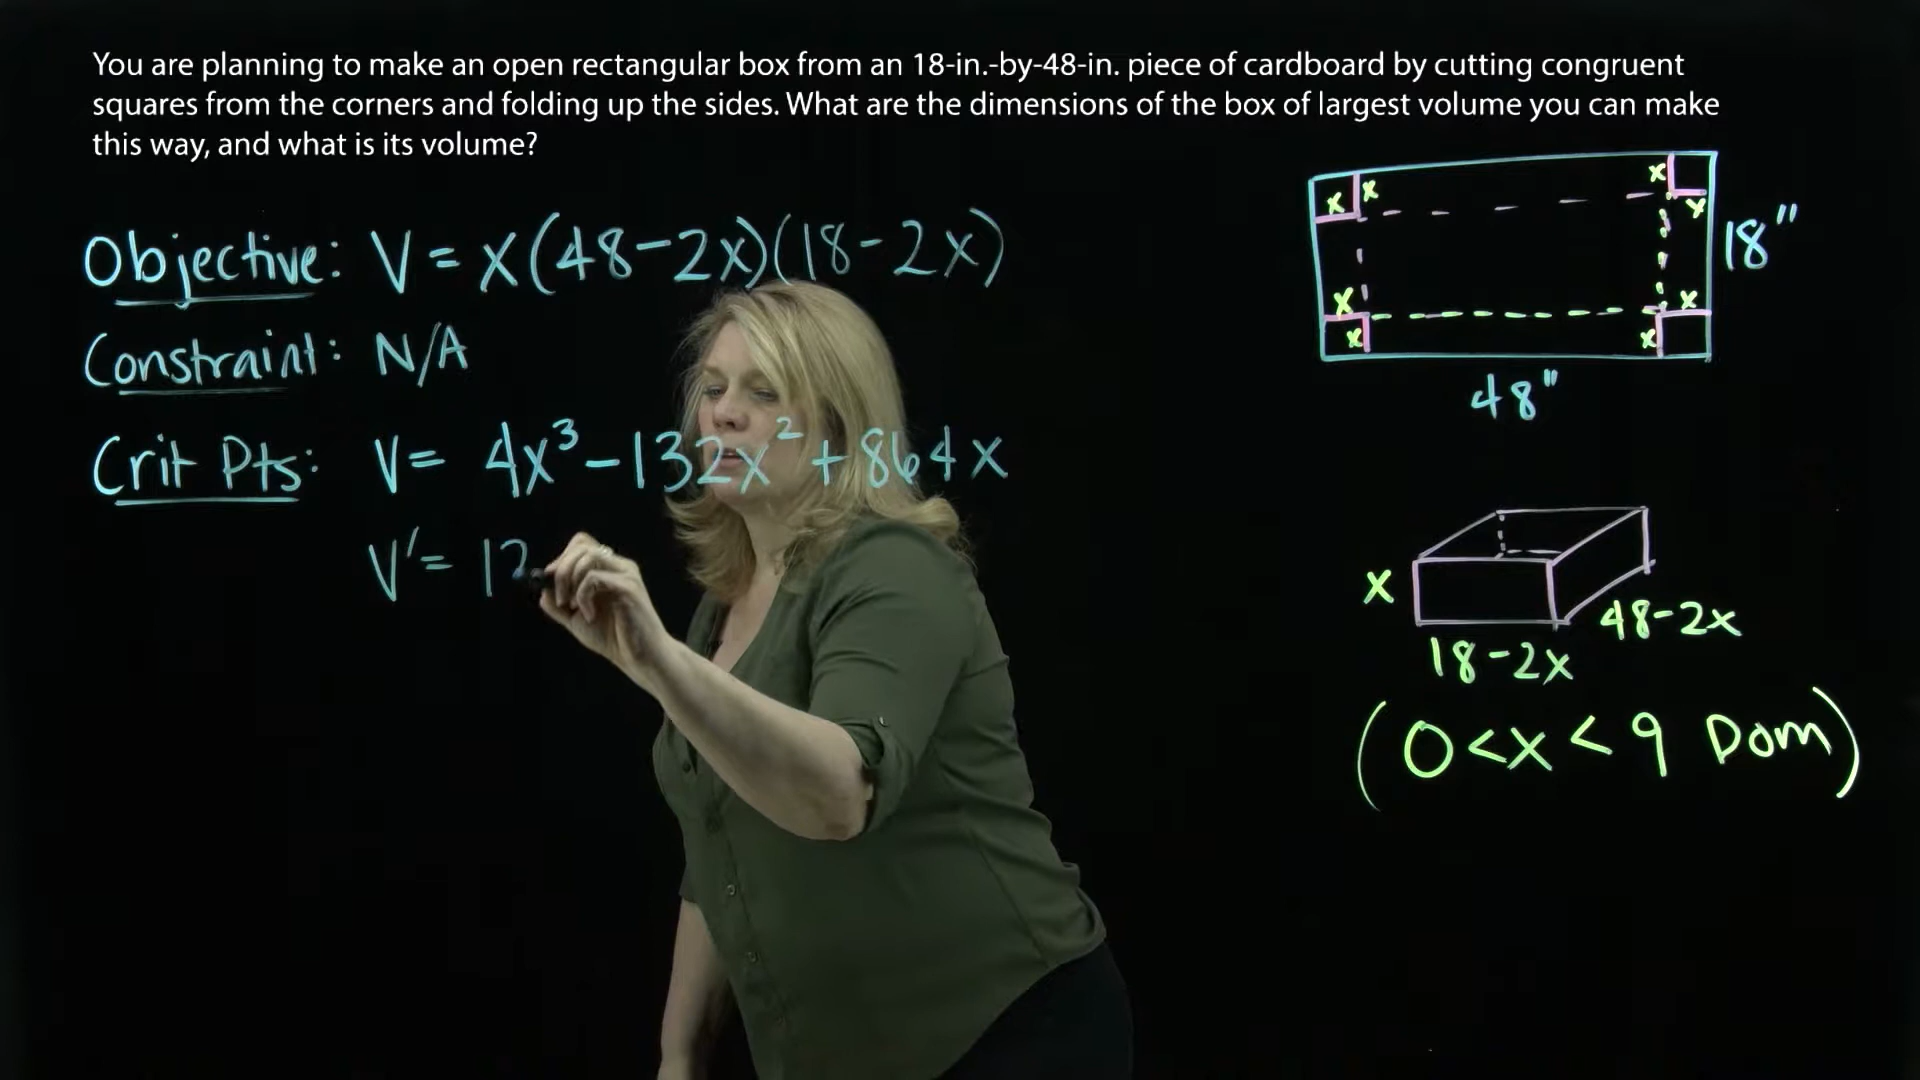 You are planning to make an open rectangular box from an 18-in.-by-48-in. piece of cardboard by cutting congruent
squares from the corners and folding up the sides. What are the dimensions of the box of largest volume you can make
this way, and what is its volume?
Objective: V = x(48-2x)(18-2x)
Constraint: N/A
Crit Pts: V = 4x³ - 132x² + 864x
V' = 12
x x
x x
x x
x x
18"
48"
x
18-2x
48-2x
(0 < x < 9 Dom)